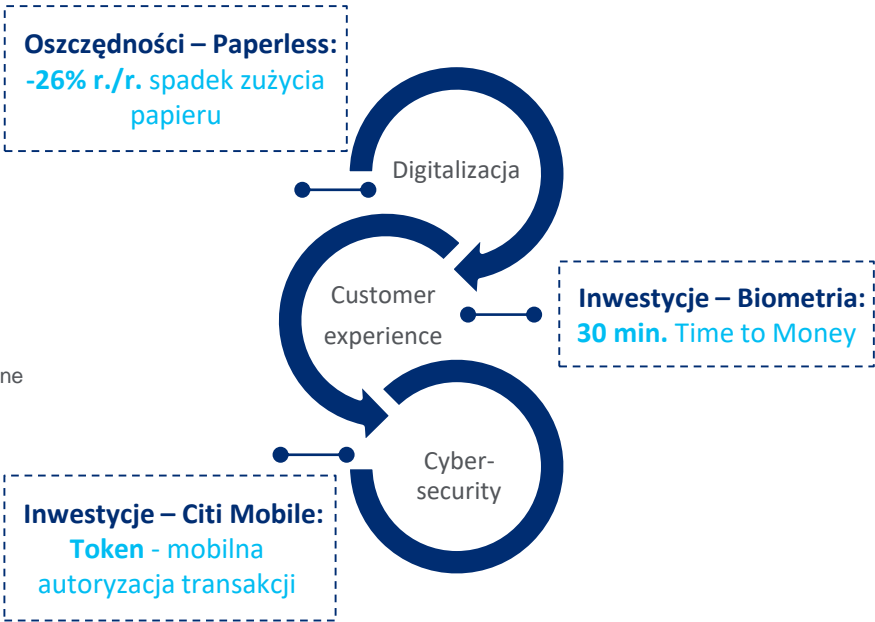 Oszczędności – Paperless:
-26% r./r. spadek zużycia
papieru
Digitalizacja
Customer
experience
Inwestycje – Biometria:
30 min. Time to Money
ne
Cyber-
security
Inwestycje – Citi Mobile:
Token - mobilna
autoryzacja transakcji